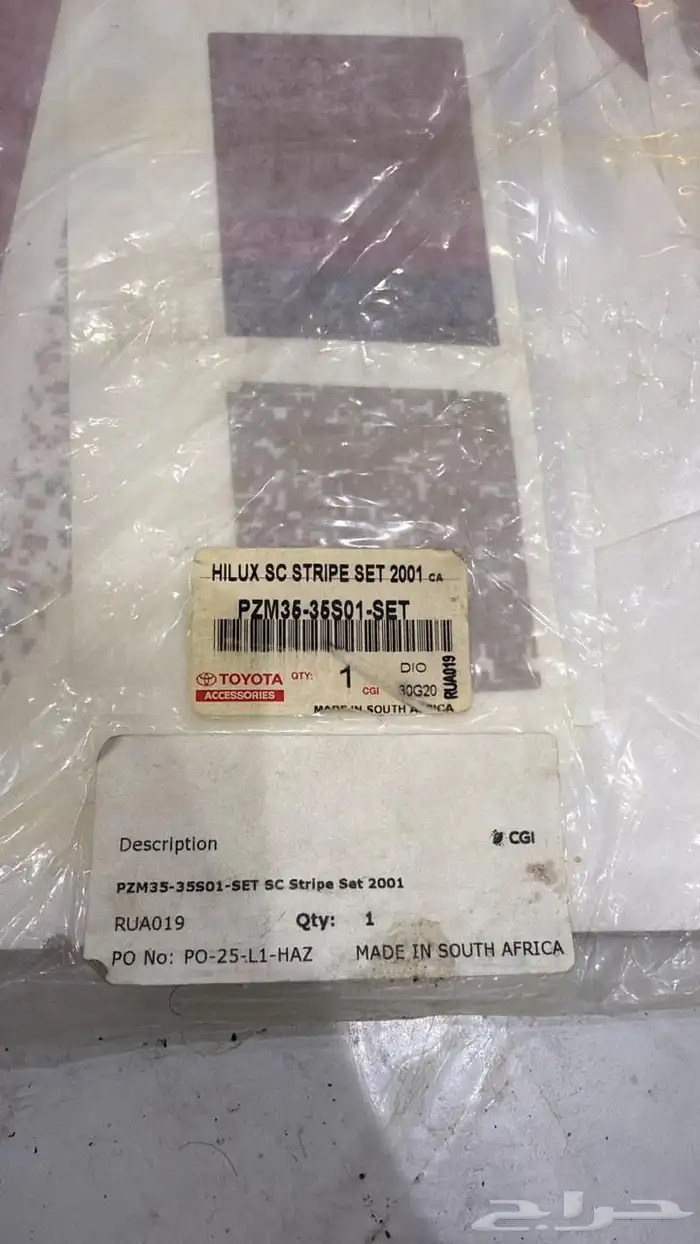 HILUX SC STRIPE SET 2001 CA
PZM35-35S01-SET
TOYOTA QTY: 1 DIO
ACCESSORIES CGI 30G20
RUA019
MADE IN SOUTH AFRICA
Description CGI
PZM35-35S01-SET SC Stripe Set 2001
RUA019 Qty: 1
PO No: PO-25-L1-HAZ MADE IN SOUTH AFRICA
حراج